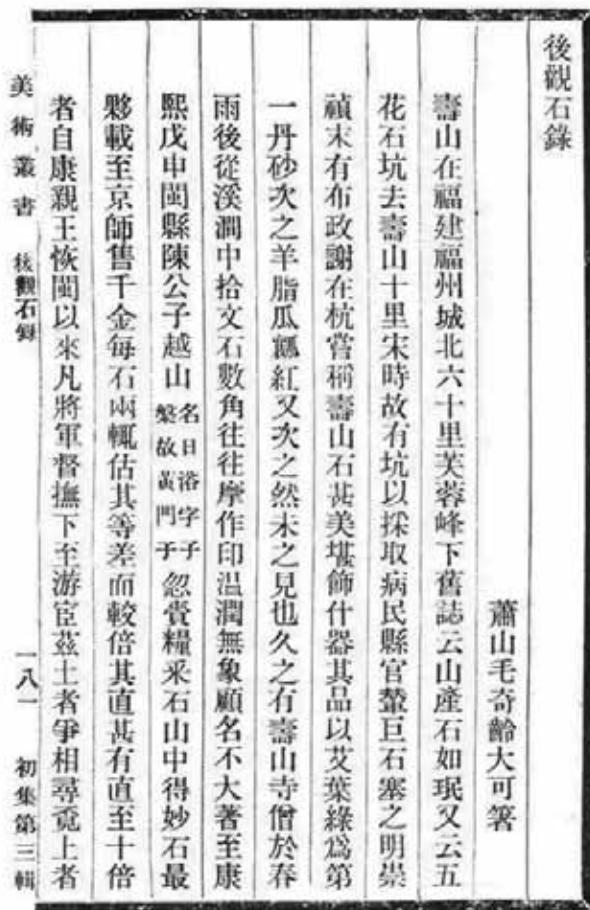 後觀石錄
蕭山毛奇齡大可箸
壽山在福建福州城北六十里芙蓉峰下舊誌云山產石如珉又云五
花石坑去壽山十里宋時故有坑以採取病民縣官輦巨石塞之明崇
禎末有布政謝在杭嘗稱壽山石甚美堪飾什器其品以艾葉綠爲第
一丹砂次之羊脂瓜瓤紅又次之然未之見也久之有壽山寺僧於春
雨後從溪澗中拾文石數角往往摩作印温潤無象顧名不大著至康
熙戊申閩縣陳公子越山名日浴字子槃故黃門子忽賫糧采石山中得妙石最
夥載至京師售千金每石兩輒估其等差而較倍其直甚有直至十倍
者自康親王恢閩以來凡將軍督撫下至游宦茲土者爭相尋覓上者
美術叢書 後觀石錄 一八一 初集第三輯